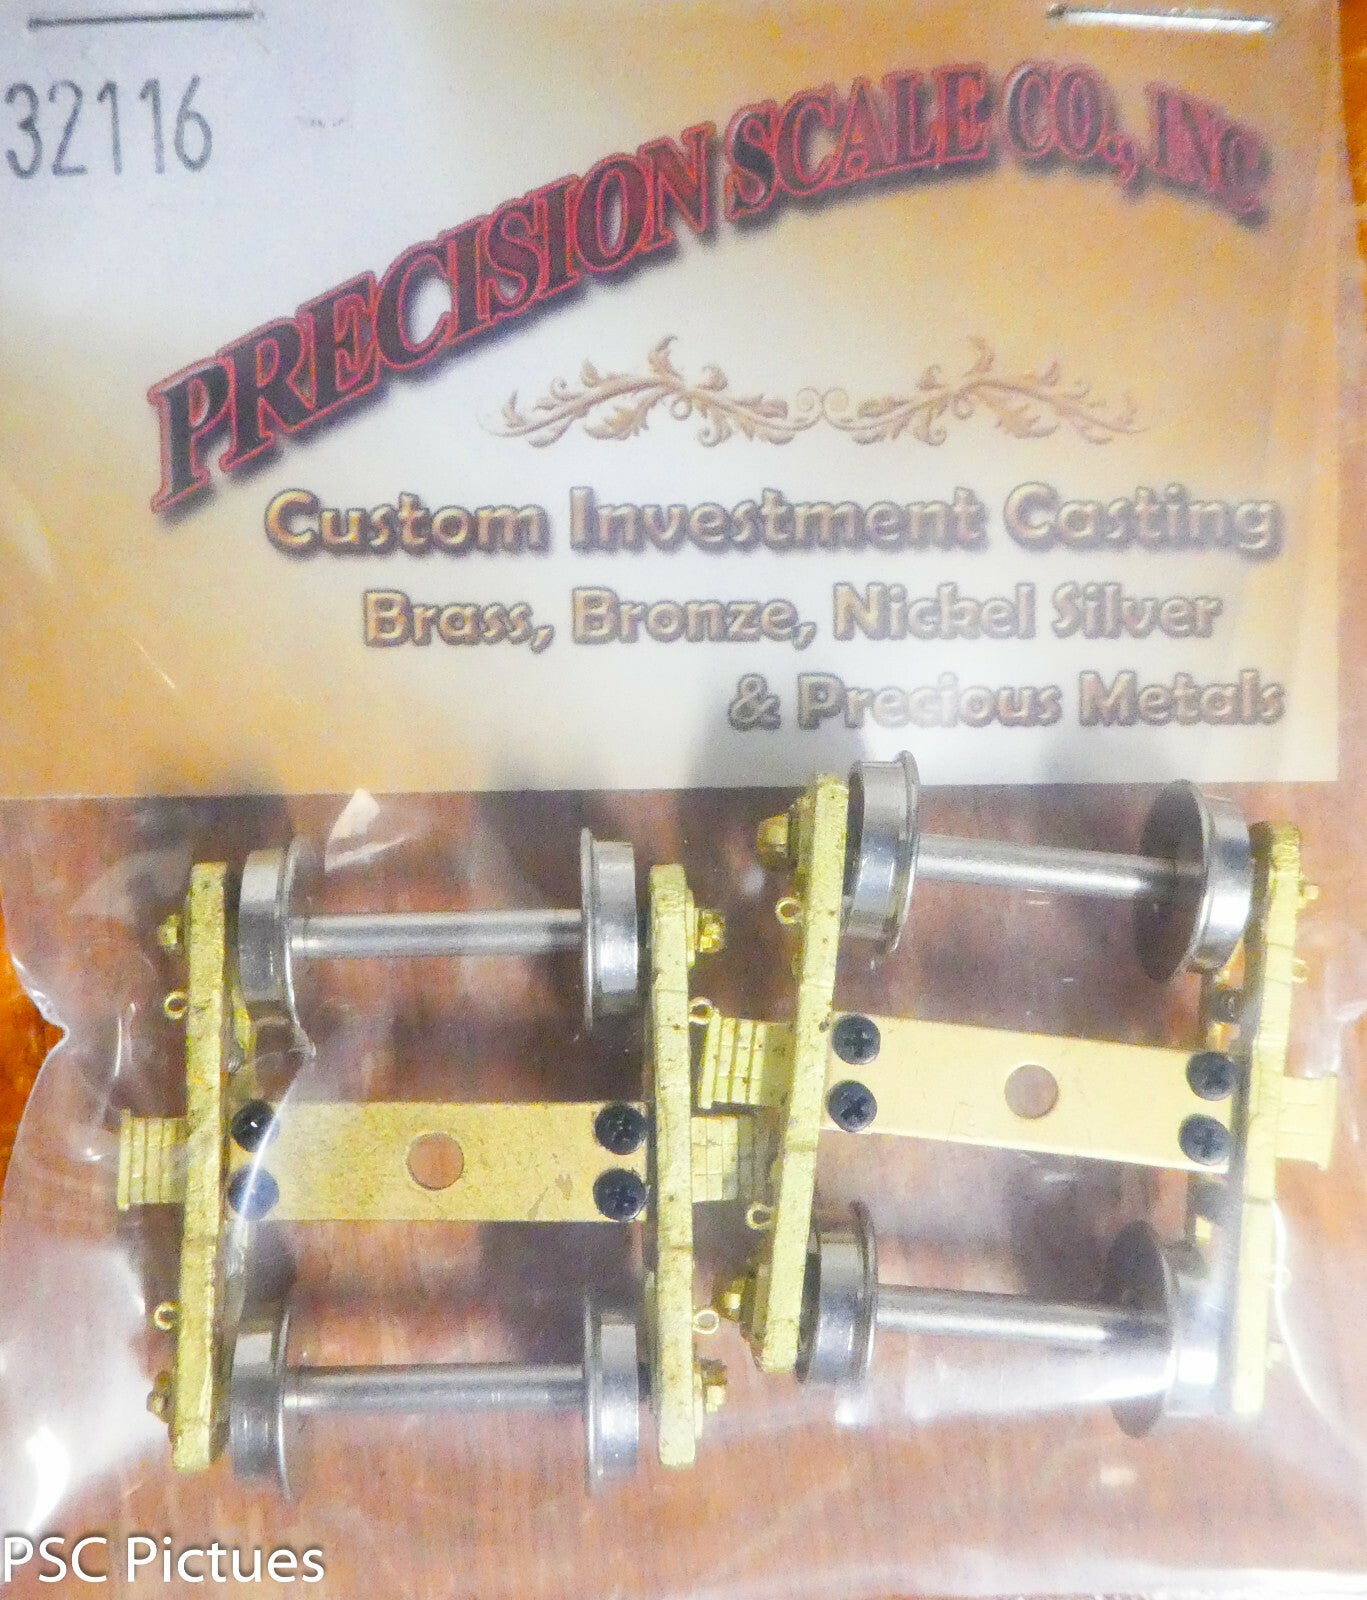 32116
PRECISION SCALE CO., INC.
Custom Investment Casting
Brass, Bronze, Nickel Silver
& Precious Metals
PSC Pictues